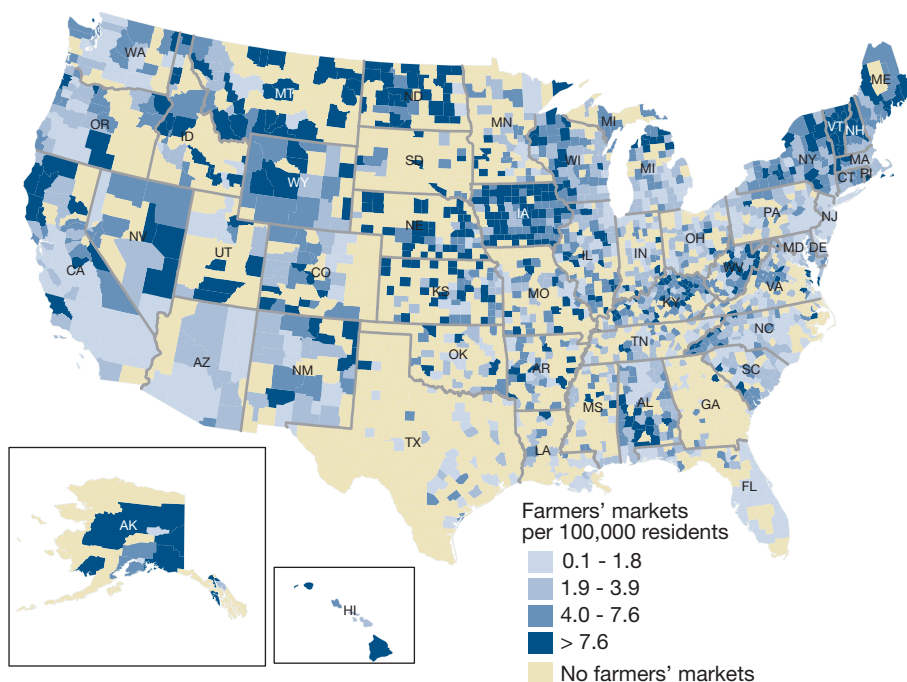 WA
MT
ND
MN
ME
OR
ID
SD
WI
MI
MI
VT
NH
NY
MA
CT
RI
WY
NE
IA
PA
NJ
NV
UT
CO
IL
IN
OH
MD
DE
CA
KS
MO
WV
VA
KY
AZ
NM
OK
AR
TN
NC
SC
TX
MS
AL
GA
LA
FL
AK
HI
Farmers' markets
per 100,000 residents
0.1 - 1.8
1.9 - 3.9
4.0 - 7.6
> 7.6
No farmers' markets